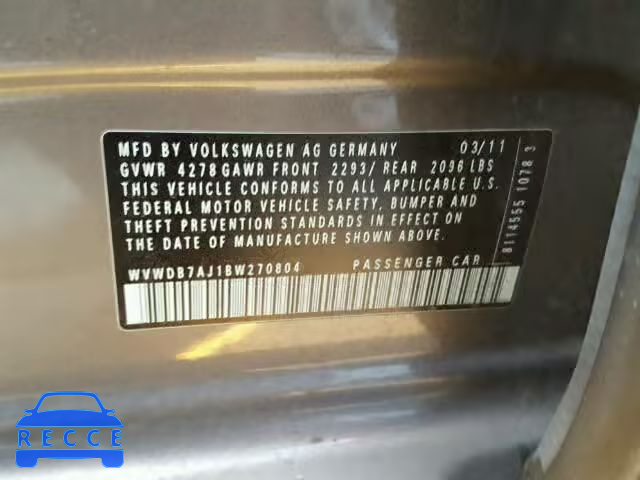 MFD BY VOLKSWAGEN AG GERMANY 03/11
GVWR 4278 GAWR FRONT 2293/ REAR 2096 LBS
THIS VEHICLE CONFORMS TO ALL APPLICABLE U.S.
FEDERAL MOTOR VEHICLE SAFETY, BUMPER AND
THEFT PREVENTION STANDARDS IN EFFECT ON
THE DATE OF MANUFACTURE SHOWN ABOVE.
WVWDB7AJ1BW270804 PASSENGER CAR
8114555 1078 3
RECCE